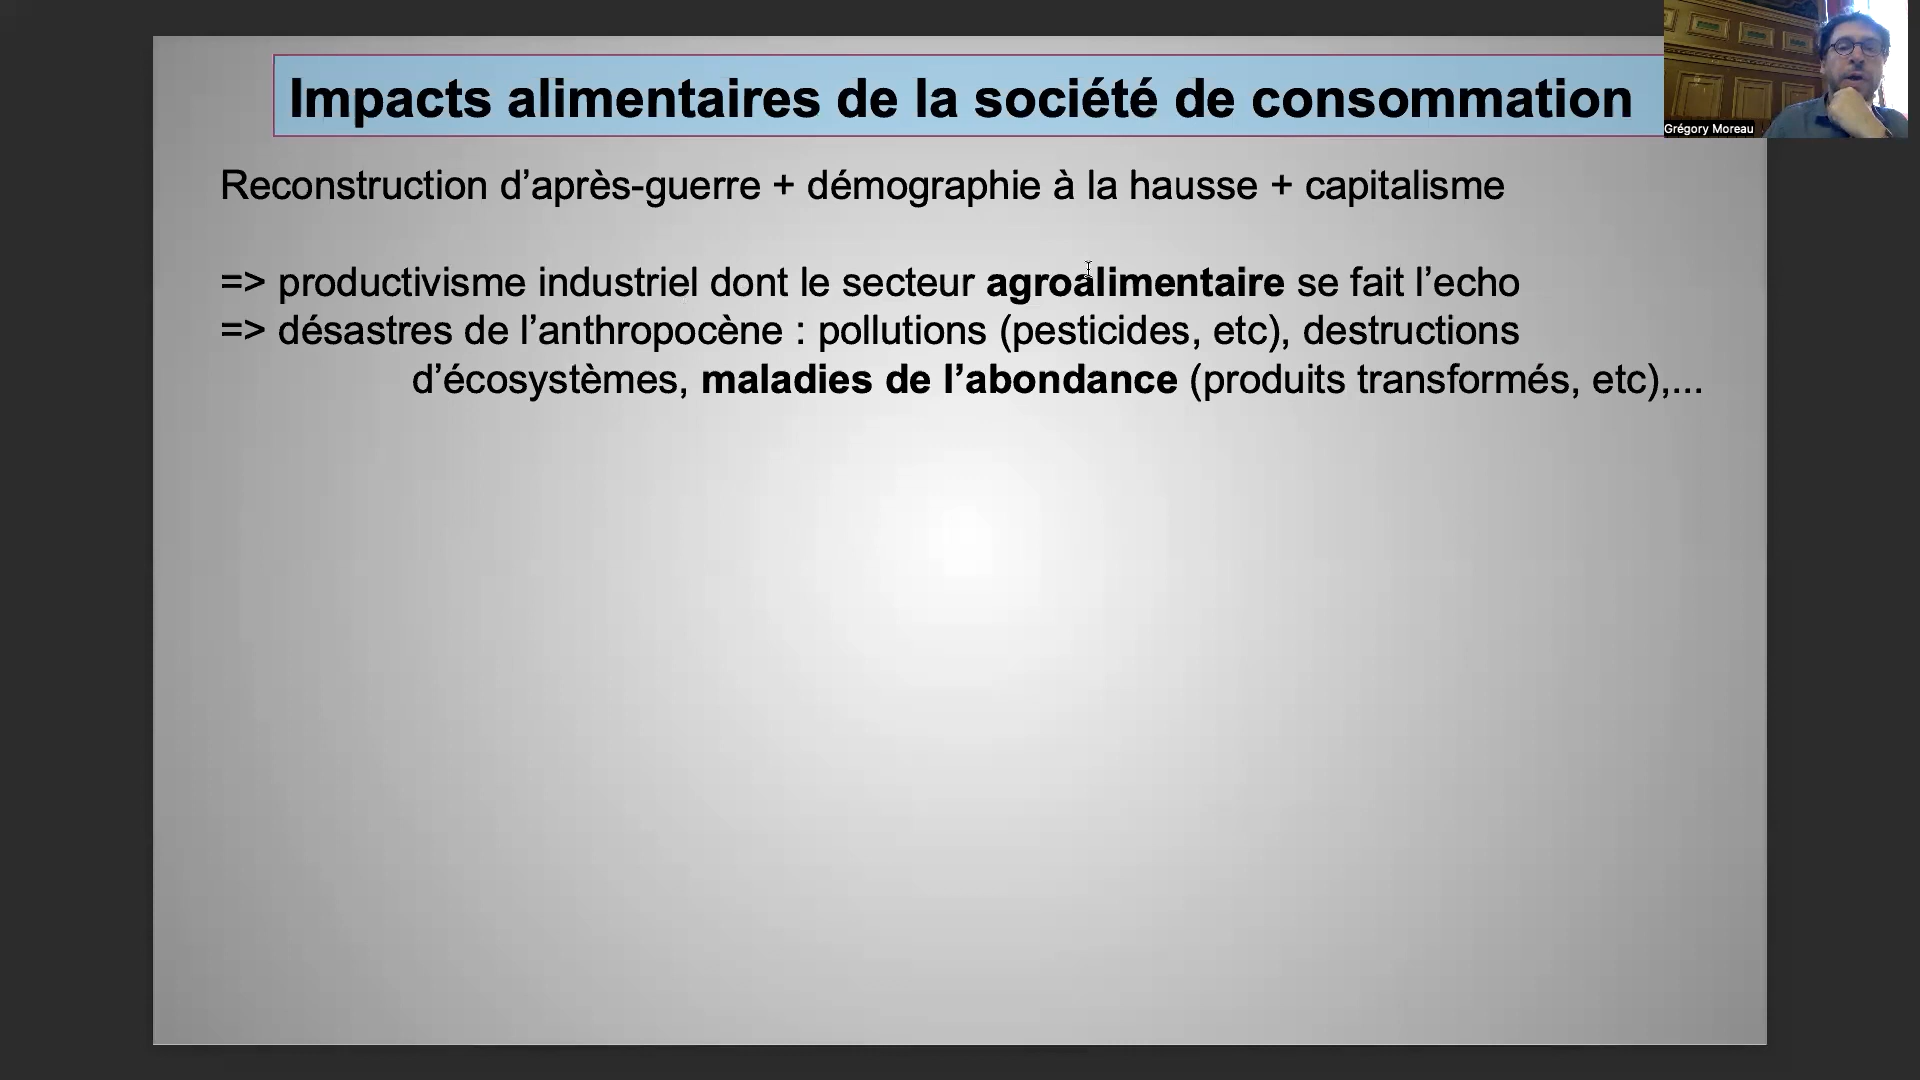 Impacts alimentaires de la société de consommation
Grégory Moreau
Reconstruction d’après-guerre + démographie à la hausse + capitalisme
=> productivisme industriel dont le secteur agroalimentaire se fait l’echo
=> désastres de l’anthropocène : pollutions (pesticides, etc), destructions
d’écosystèmes, maladies de l’abondance (produits transformés, etc),...